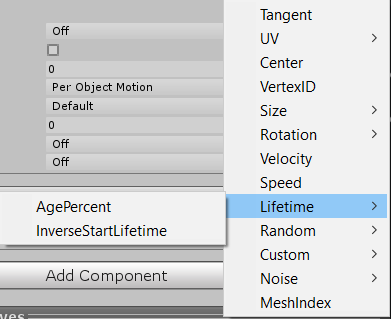 Off
0
Per Object Motion
Default
0
Off
Off
Tangent
UV
Center
VertexID
Size
Rotation
Velocity
Speed
Lifetime
Random
Custom
Noise
MeshIndex
AgePercent
InverseStartLifetime
Add Component
ves